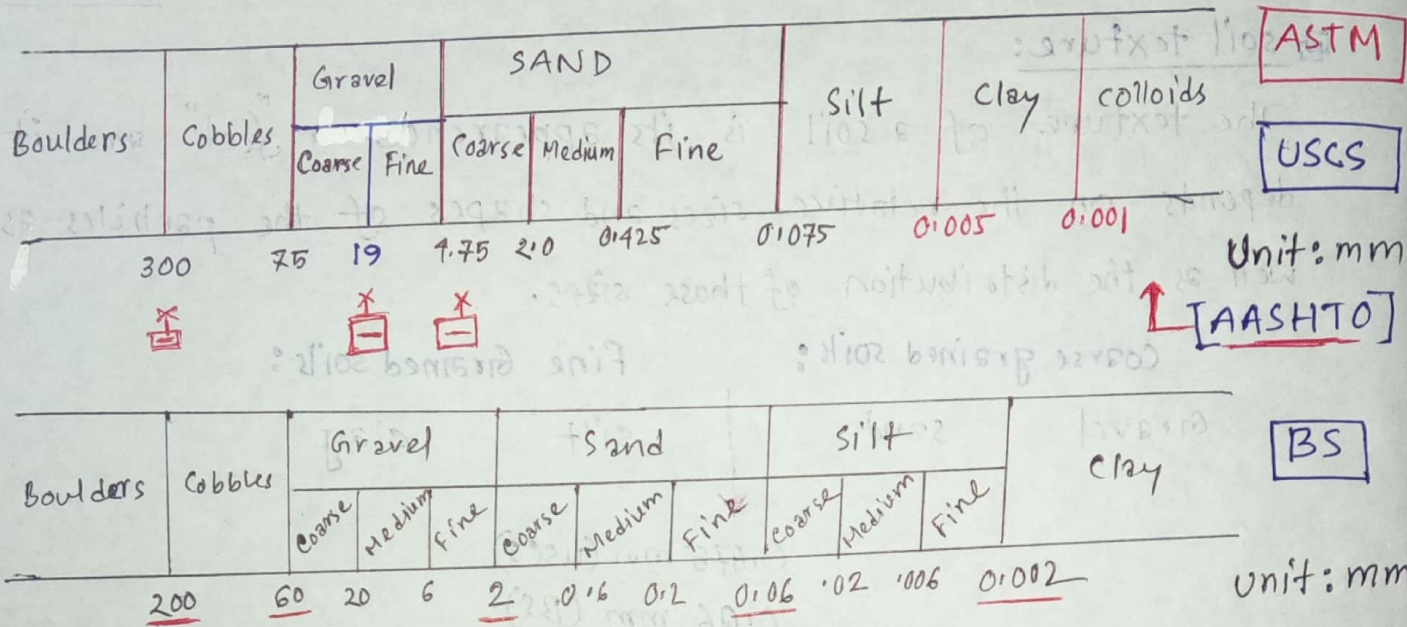 ASTM
Gravel SAND
Boulders Cobbles Silt Clay Colloids
Coarse Fine Coarse Medium Fine
USCS
300 75 19 4.75 2.0 0.425 0.075 0.005 0.001
Unit: mm
[AASHTO]
Gravel Sand Silt
Boulders Cobbles Clay
BS
Coarse Medium Fine Coarse Medium Fine Coarse Medium Fine
200 60 20 6 2 0.6 0.2 0.06 .02 .006 0.002
Unit: mm